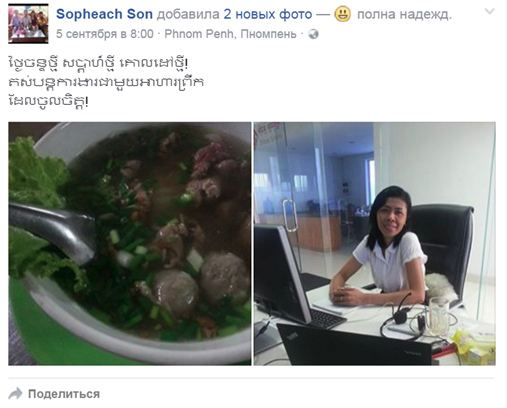 Sopheach Son добавила 2 новых фото — полна надежд.
5 сентября в 8:00 · Phnom Penh, Пномпень ·
ថ្ងៃចន្ទថ្មី សប្តាហ៍ថ្មី គោលដៅថ្មី!
តស់បន្តការងារជាមួយអាហារព្រឹក
ដែលចូលចិត្ត!
Поделиться